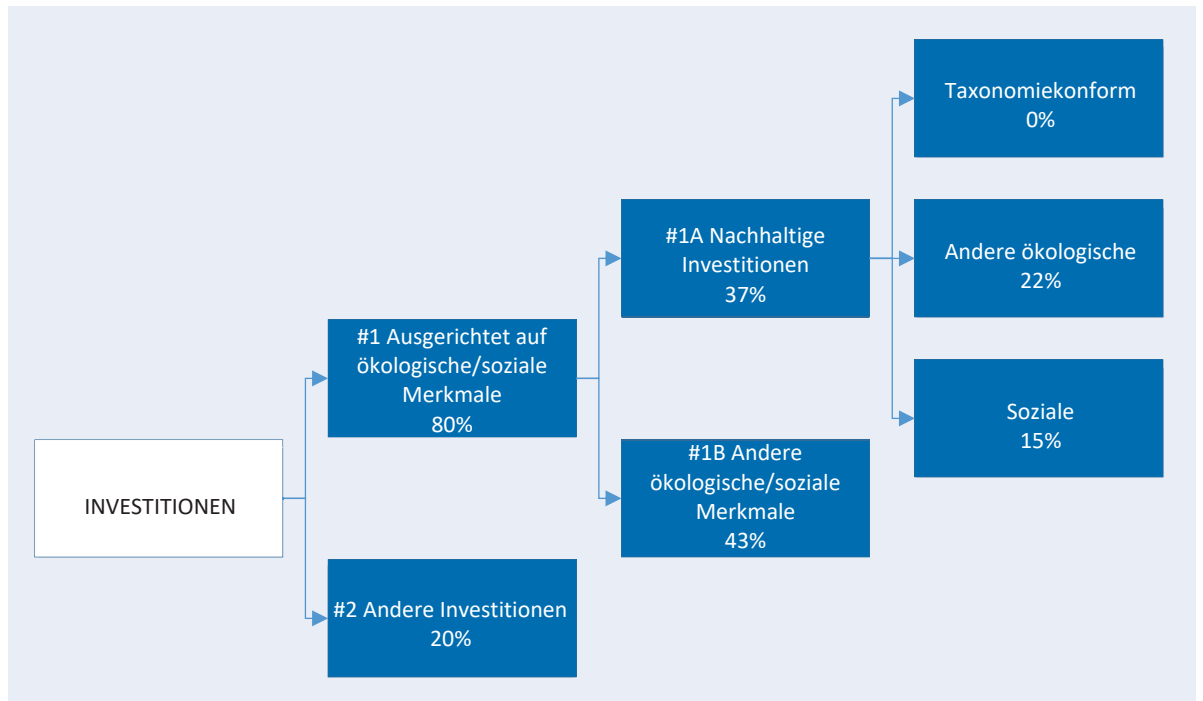 INVESTITIONEN
#1 Ausgerichtet auf
ökologische/soziale
Merkmale
80%
#2 Andere Investitionen
20%
#1A Nachhaltige
Investitionen
37%
#1B Andere
ökologische/soziale
Merkmale
43%
Taxonomiekonform
0%
Andere ökologische
22%
Soziale
15%